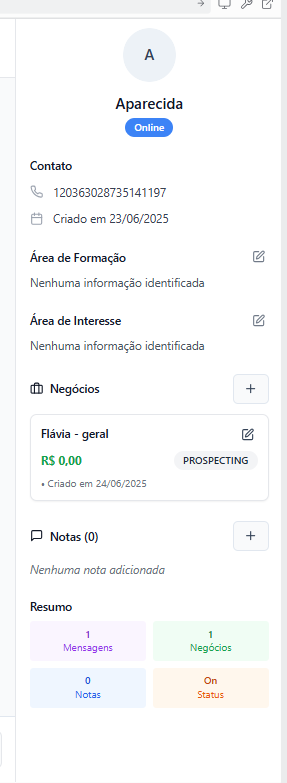 A
Aparecida
Online
Contato
120363028735141197
Criado em 23/06/2025
Área de Formação
Nenhuma informação identificada
Área de Interesse
Nenhuma informação identificada
Negócios
Flávia - geral
R$ 0,00 PROSPECTING
• Criado em 24/06/2025
Notas (0)
Nenhuma nota adicionada
Resumo
1 1
Mensagens Negócios
0 On
Notas Status